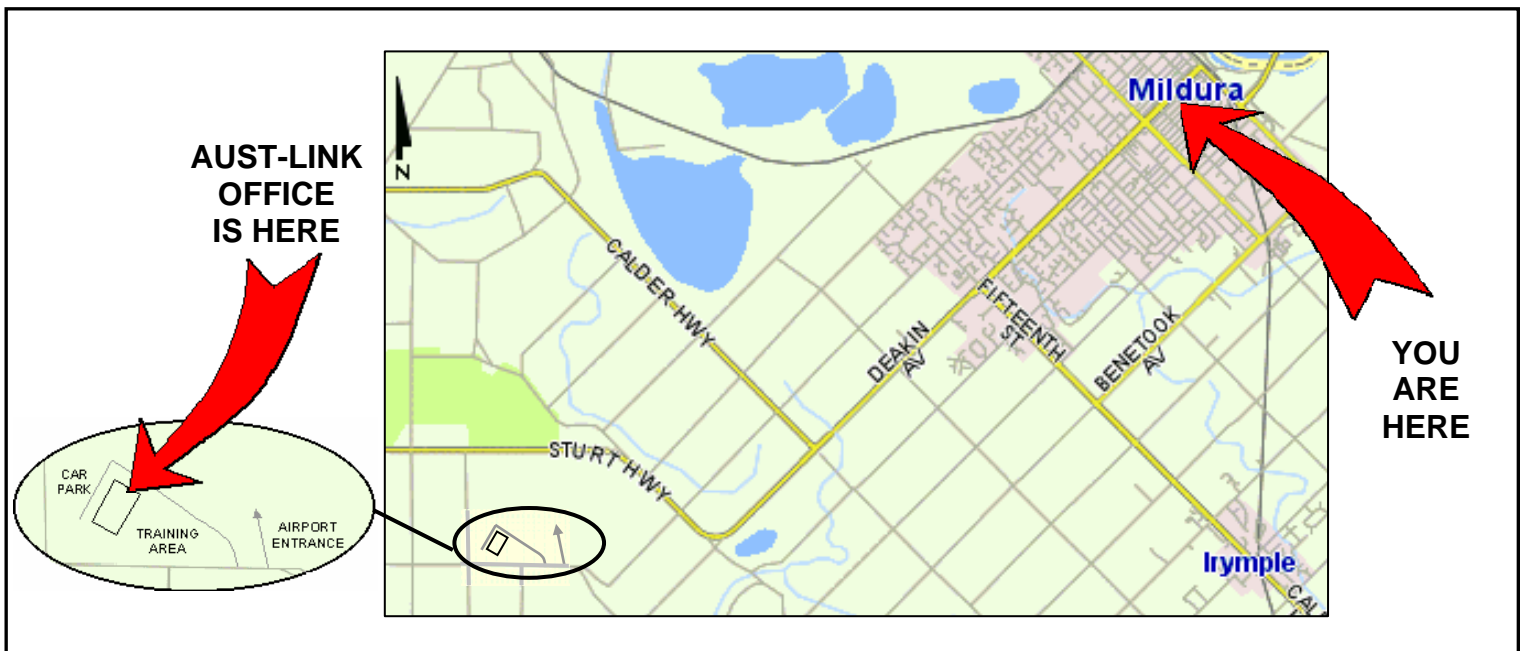 AUST-LINK
OFFICE
IS HERE
N
Mildura
CALDER HWY
DEAKIN
AV
FIFTEENTH
ST
BENETOOK
AV
STURT HWY
Irymple
CAL
YOU
ARE
HERE
CAR
PARK
TRAINING
AREA
AIRPORT
ENTRANCE